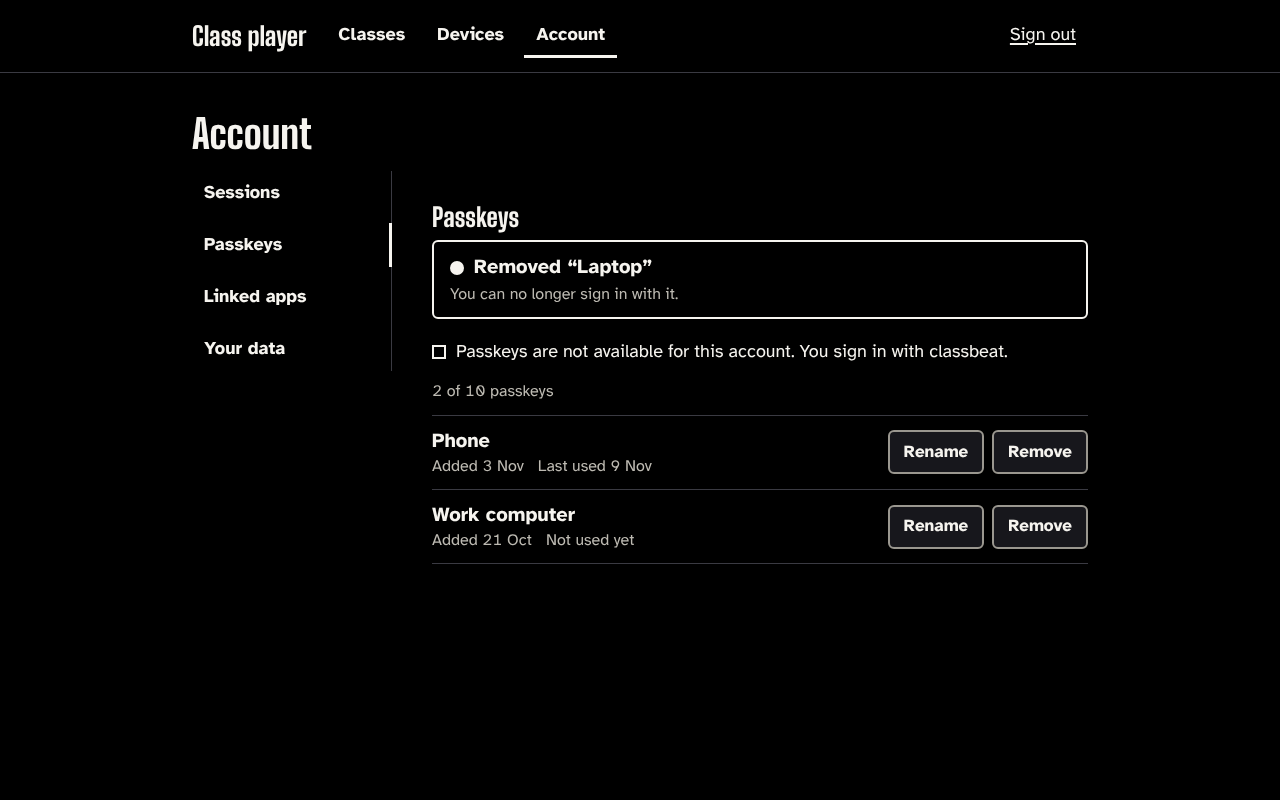 Class player
Classes
Devices
Account
Sign out
Account
Sessions
Passkeys
Linked apps
Your data
Passkeys
Removed “Laptop”
You can no longer sign in with it.
Passkeys are not available for this account. You sign in with classbeat.
2 of 10 passkeys
Phone
Added 3 Nov Last used 9 Nov
Rename
Remove
Work computer
Added 21 Oct Not used yet
Rename
Remove